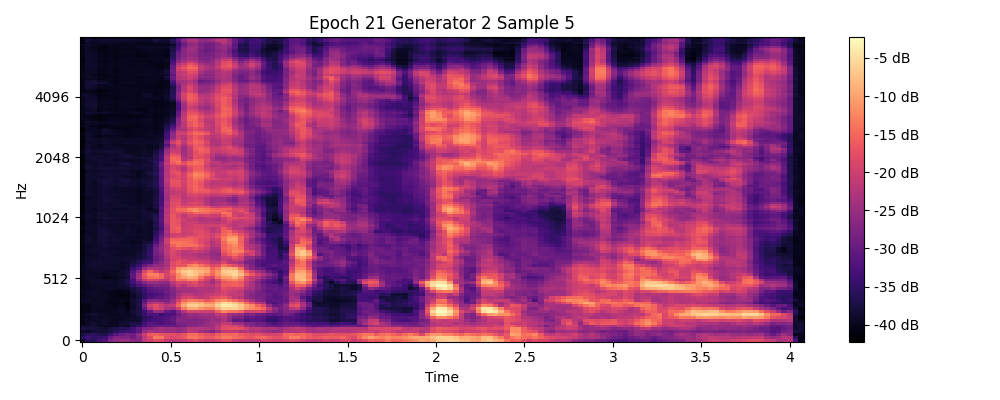 Epoch 21 Generator 2 Sample 5
Hz
4096
2048
1024
512
0
0 0.5 1 1.5 2 2.5 3 3.5 4
Time
-5 dB
-10 dB
-15 dB
-20 dB
-25 dB
-30 dB
-35 dB
-40 dB